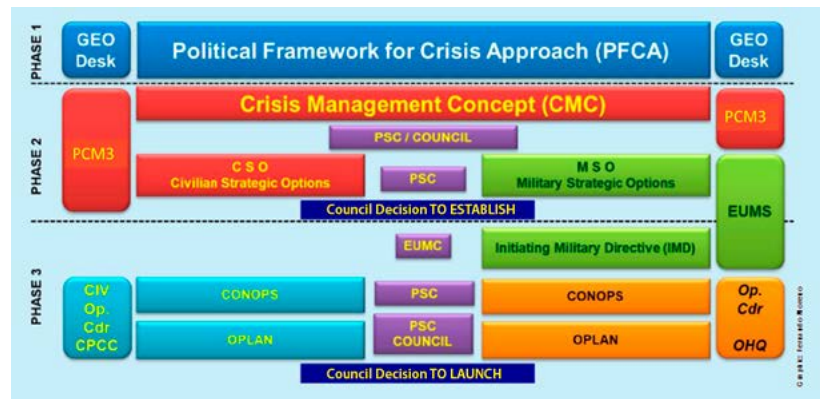 PHASE 1
GEO
Desk
Political Framework for Crisis Approach (PFCA)
GEO
Desk
PHASE 2
PCM3
Crisis Management Concept (CMC)
PCM3
PSC / COUNCIL
C S O
Civilian Strategic Options
PSC
M S O
Military Strategic Options
EUMS
Council Decision TO ESTABLISH
PHASE 3
EUMC
Initiating Military Directive (IMD)
CIV
Op.
Cdr
CPCC
CONOPS
PSC
CONOPS
Op.
Cdr
OHQ
OPLAN
PSC
COUNCIL
OPLAN
Council Decision TO LAUNCH
Graphic: Fernando Moreno